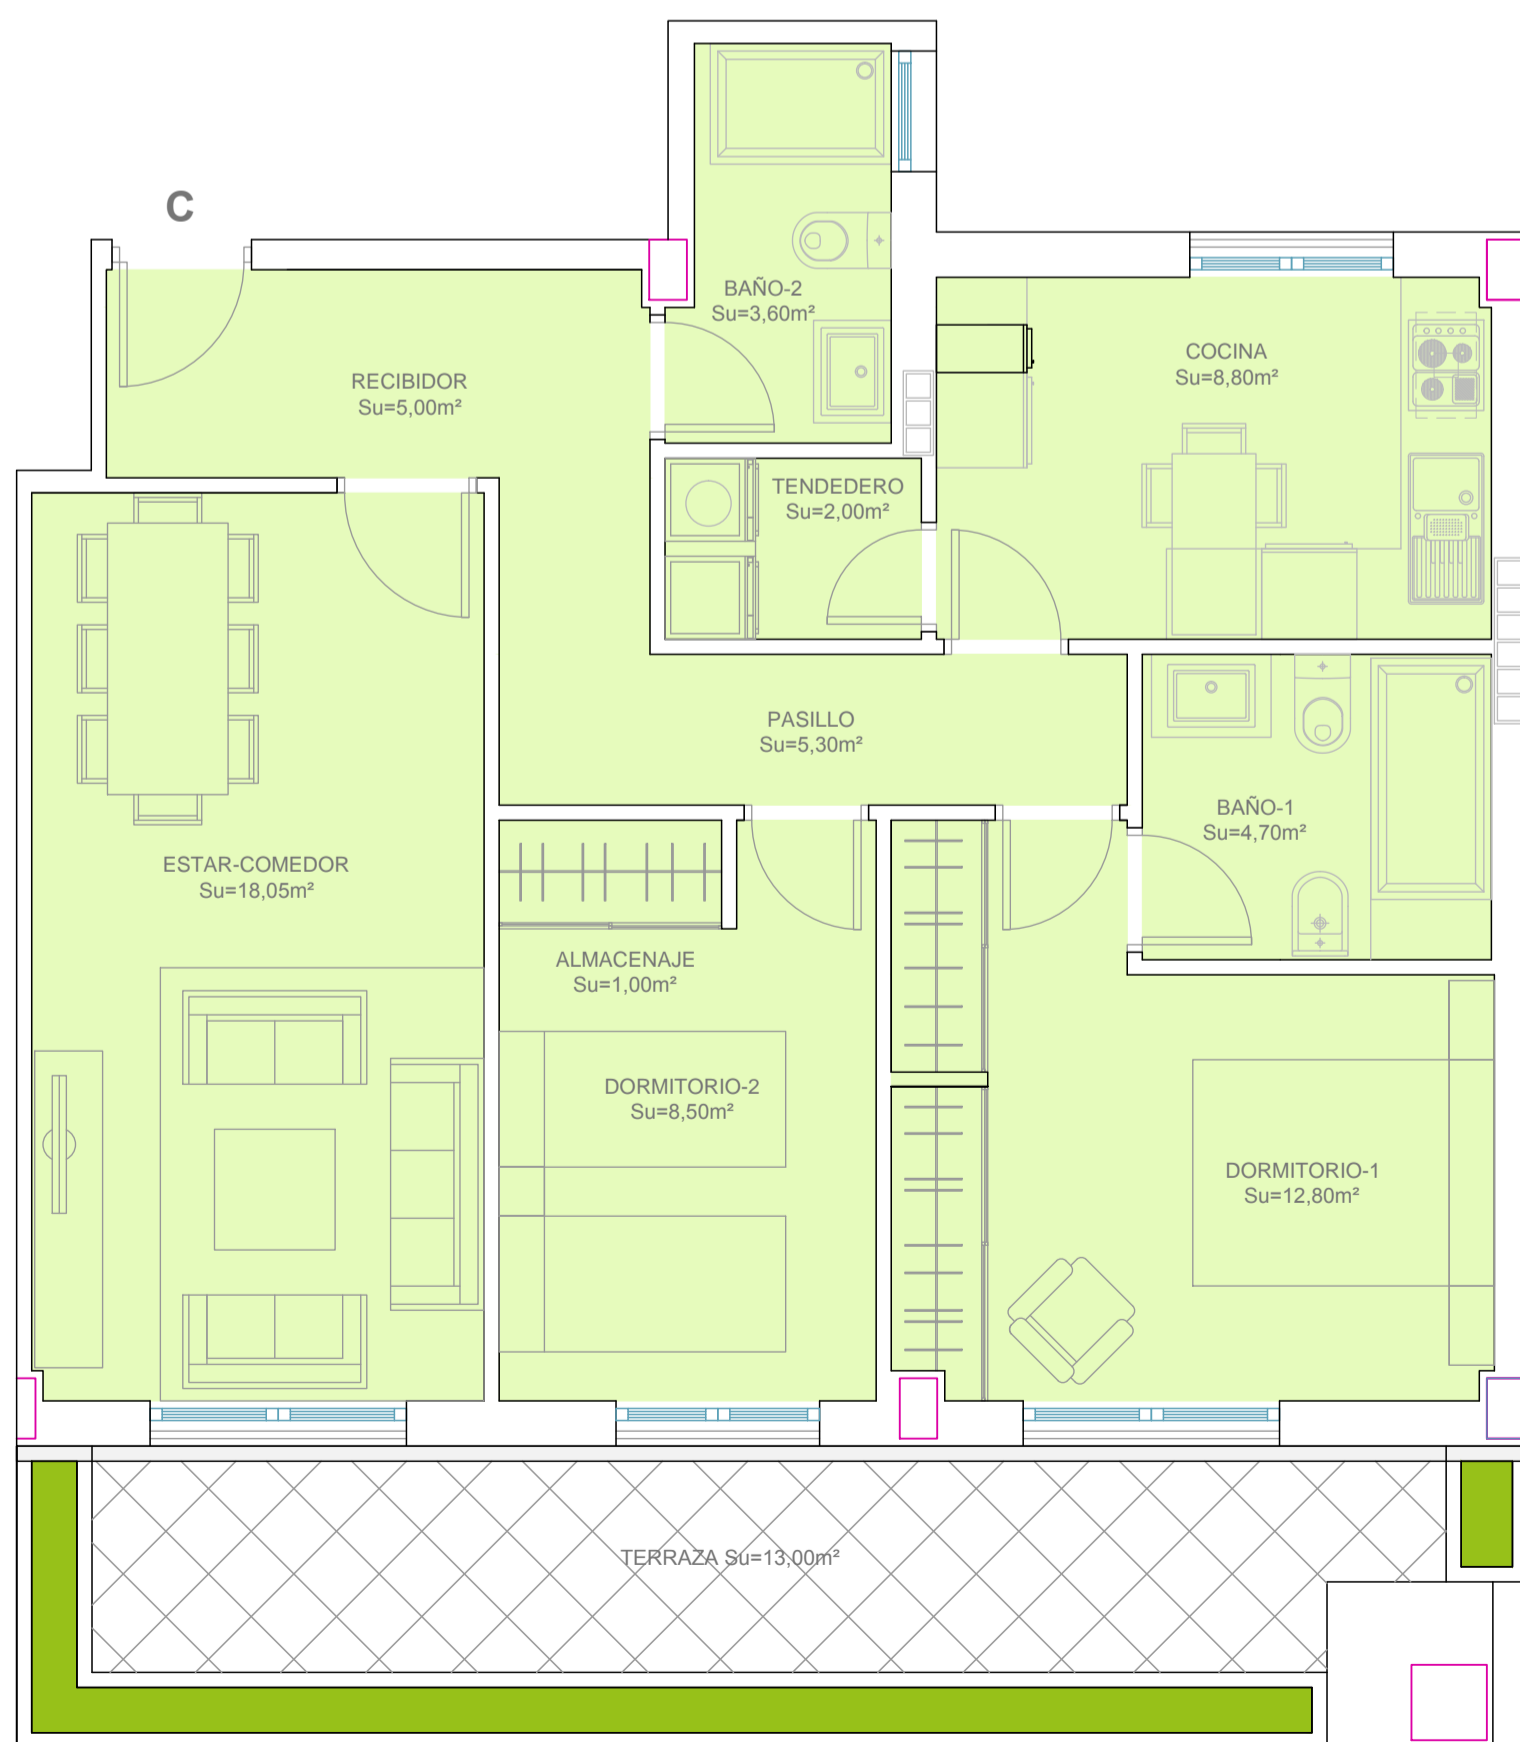 C
BAÑO-2
Su=3,60m²
COCINA
Su=8,80m²
RECIBIDOR
Su=5,00m²
TENDEDERO
Su=2,00m²
PASILLO
Su=5,30m²
BAÑO-1
Su=4,70m²
ESTAR-COMEDOR
Su=18,05m²
ALMACENAJE
Su=1,00m²
DORMITORIO-2
Su=8,50m²
DORMITORIO-1
Su=12,80m²
TERRAZA Su=13,00m²